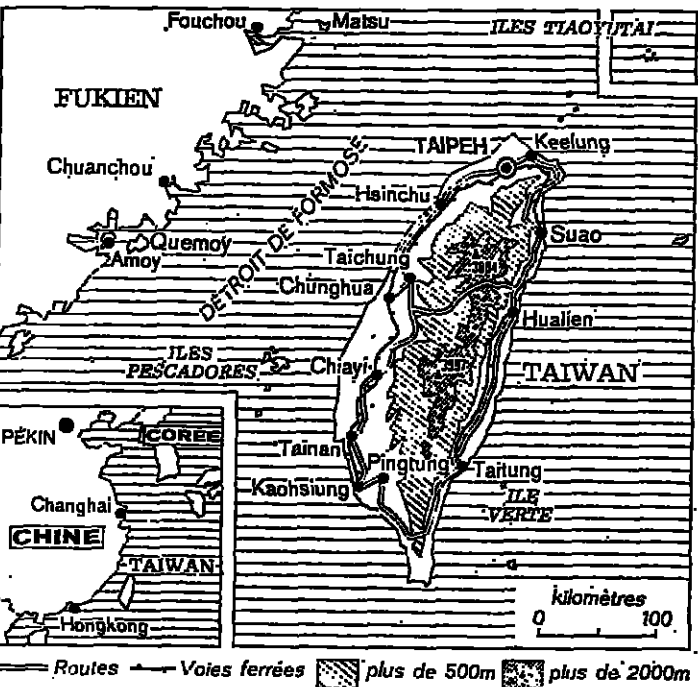 Fouchou
Matsu
ILES TIAOYUTAI
FUKIEN
TAIPEH
Keelung
Chuanchou
Hsinchu
DÉTROIT DE FORMOSE
Quemoy
Amoy
Suao
Taichung
Chunghua
Hualien
ILES
PESCADORES
Chiayi
TAIWAN
PÉKIN
CORÉE
Tainan
Pingtung
Taitung
Kaohsiung
ILE
VERTE
Changhai
CHINE
TAIWAN
Hongkong
kilomètres
0 100
Routes Voies ferrées plus de 500m plus de 2000m